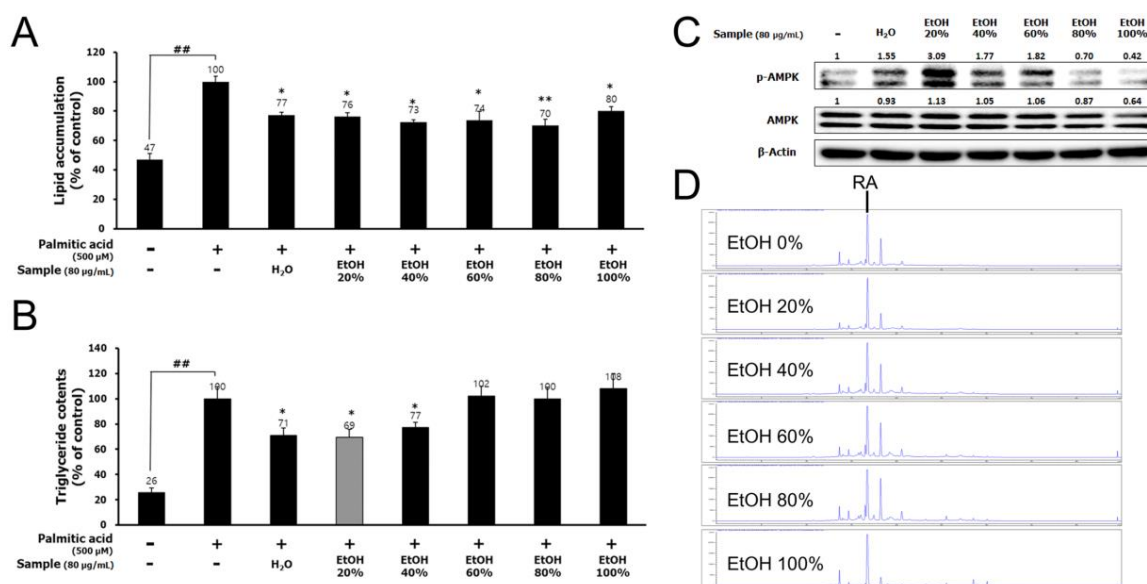 A
Lipid accumulation
(% of control)
120
100
80
60
40
20
0
##
47
100
*
77
*
76
*
73
*
74
**
70
*
80
Palmitic acid
(500 μM)
- + + + + + + +
Sample (80 μg/mL)
- - H₂O EtOH 20% EtOH 40% EtOH 60% EtOH 80% EtOH 100%
B
Triglyceride cotents
(% of control)
140
120
100
80
60
40
20
0
##
26
100
*
71
*
69
*
77
102
100
108
Palmitic acid
(500 μM)
- + + + + + + +
Sample (80 μg/mL)
- - H₂O EtOH 20% EtOH 40% EtOH 60% EtOH 80% EtOH 100%
C
Sample (80 μg/mL) - H₂O EtOH 20% EtOH 40% EtOH 60% EtOH 80% EtOH 100%
1 1.55 3.09 1.77 1.82 0.70 0.42
p-AMPK
1 0.93 1.13 1.05 1.06 0.87 0.64
AMPK
β-Actin
D
RA
EtOH 0%
EtOH 20%
EtOH 40%
EtOH 60%
EtOH 80%
EtOH 100%